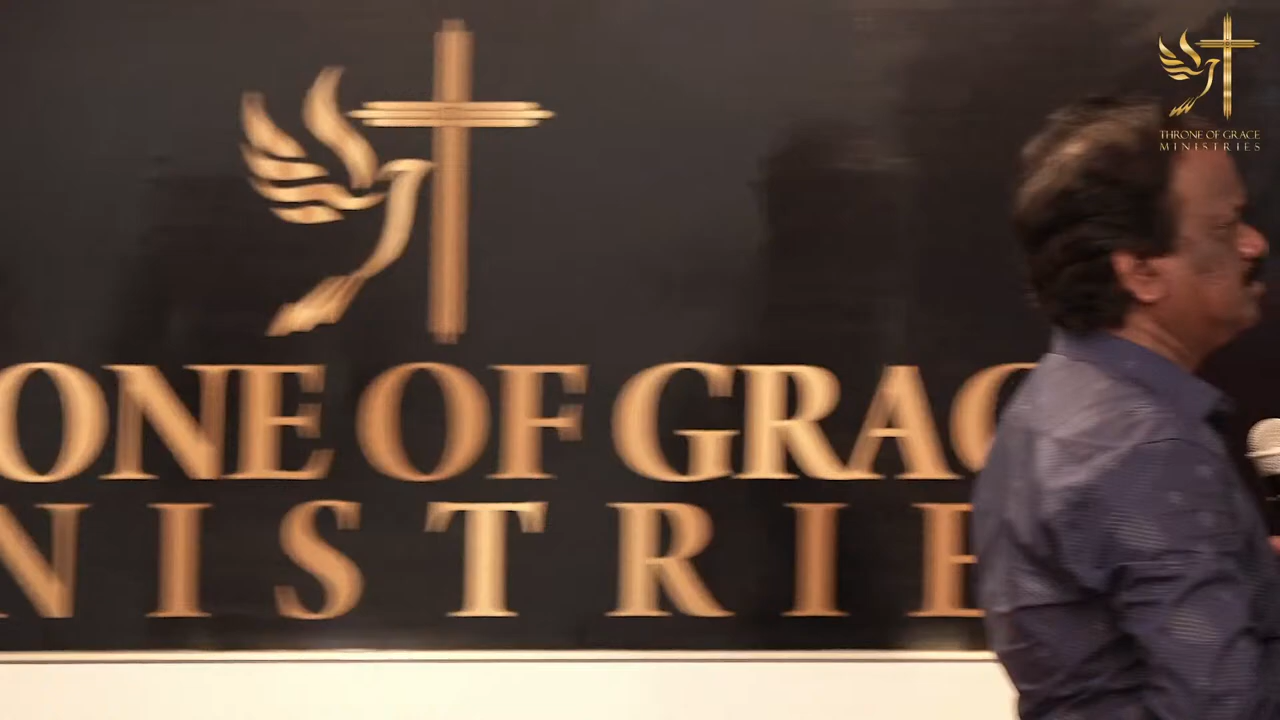 THRONE OF GRACE
MINISTRIES
ONE OF GRAC
NISTRIE